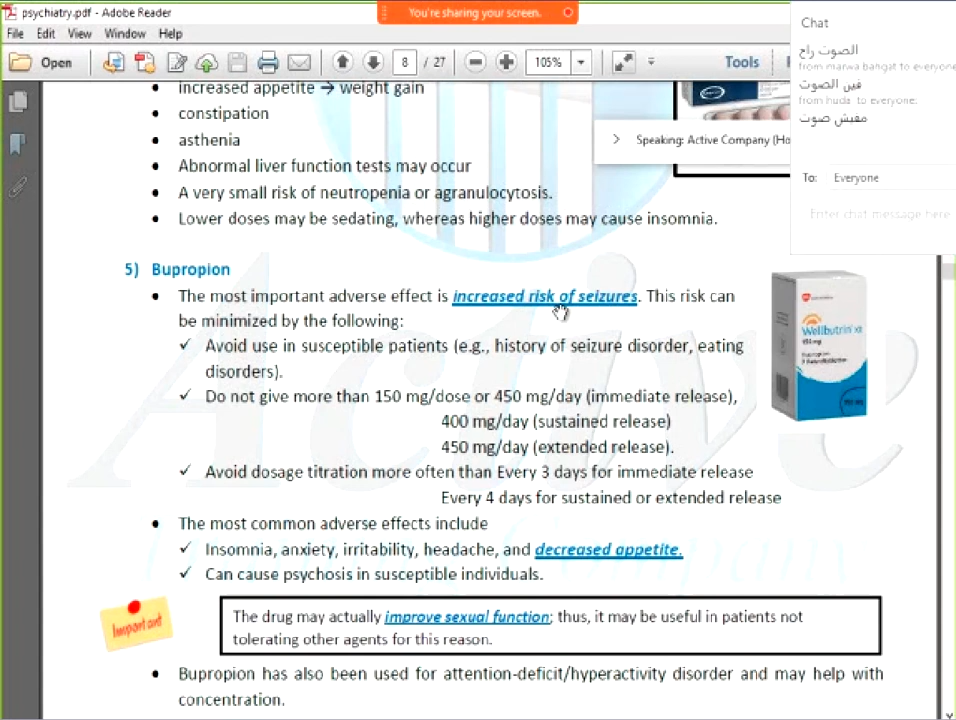 psychiatry.pdf - Adobe Reader
You're sharing your screen.
File Edit View Window Help
Open
8 / 27
105%
Tools
Chat
الصوت راح
from marwa bangat to everyone
فين الصوت
from huda to everyone.
مفيش صوت
Speaking: Active Company (Ho
To: Everyone
Enter chat message here
increased appetite → weight gain
• constipation
• asthenia
• Abnormal liver function tests may occur
• A very small risk of neutropenia or agranulocytosis.
• Lower doses may be sedating, whereas higher doses may cause insomnia.
5) Bupropion
• The most important adverse effect is increased risk of seizures. This risk can
be minimized by the following:
✓ Avoid use in susceptible patients (e.g., history of seizure disorder, eating
disorders).
✓ Do not give more than 150 mg/dose or 450 mg/day (immediate release),
400 mg/day (sustained release)
450 mg/day (extended release).
✓ Avoid dosage titration more often than Every 3 days for immediate release
Every 4 days for sustained or extended release
• The most common adverse effects include
✓ Insomnia, anxiety, irritability, headache, and decreased appetite.
✓ Can cause psychosis in susceptible individuals.
Important
The drug may actually improve sexual function; thus, it may be useful in patients not
tolerating other agents for this reason.
• Bupropion has also been used for attention-deficit/hyperactivity disorder and may help with
concentration.
Wellbutrin XR
150 mg
Active
Company